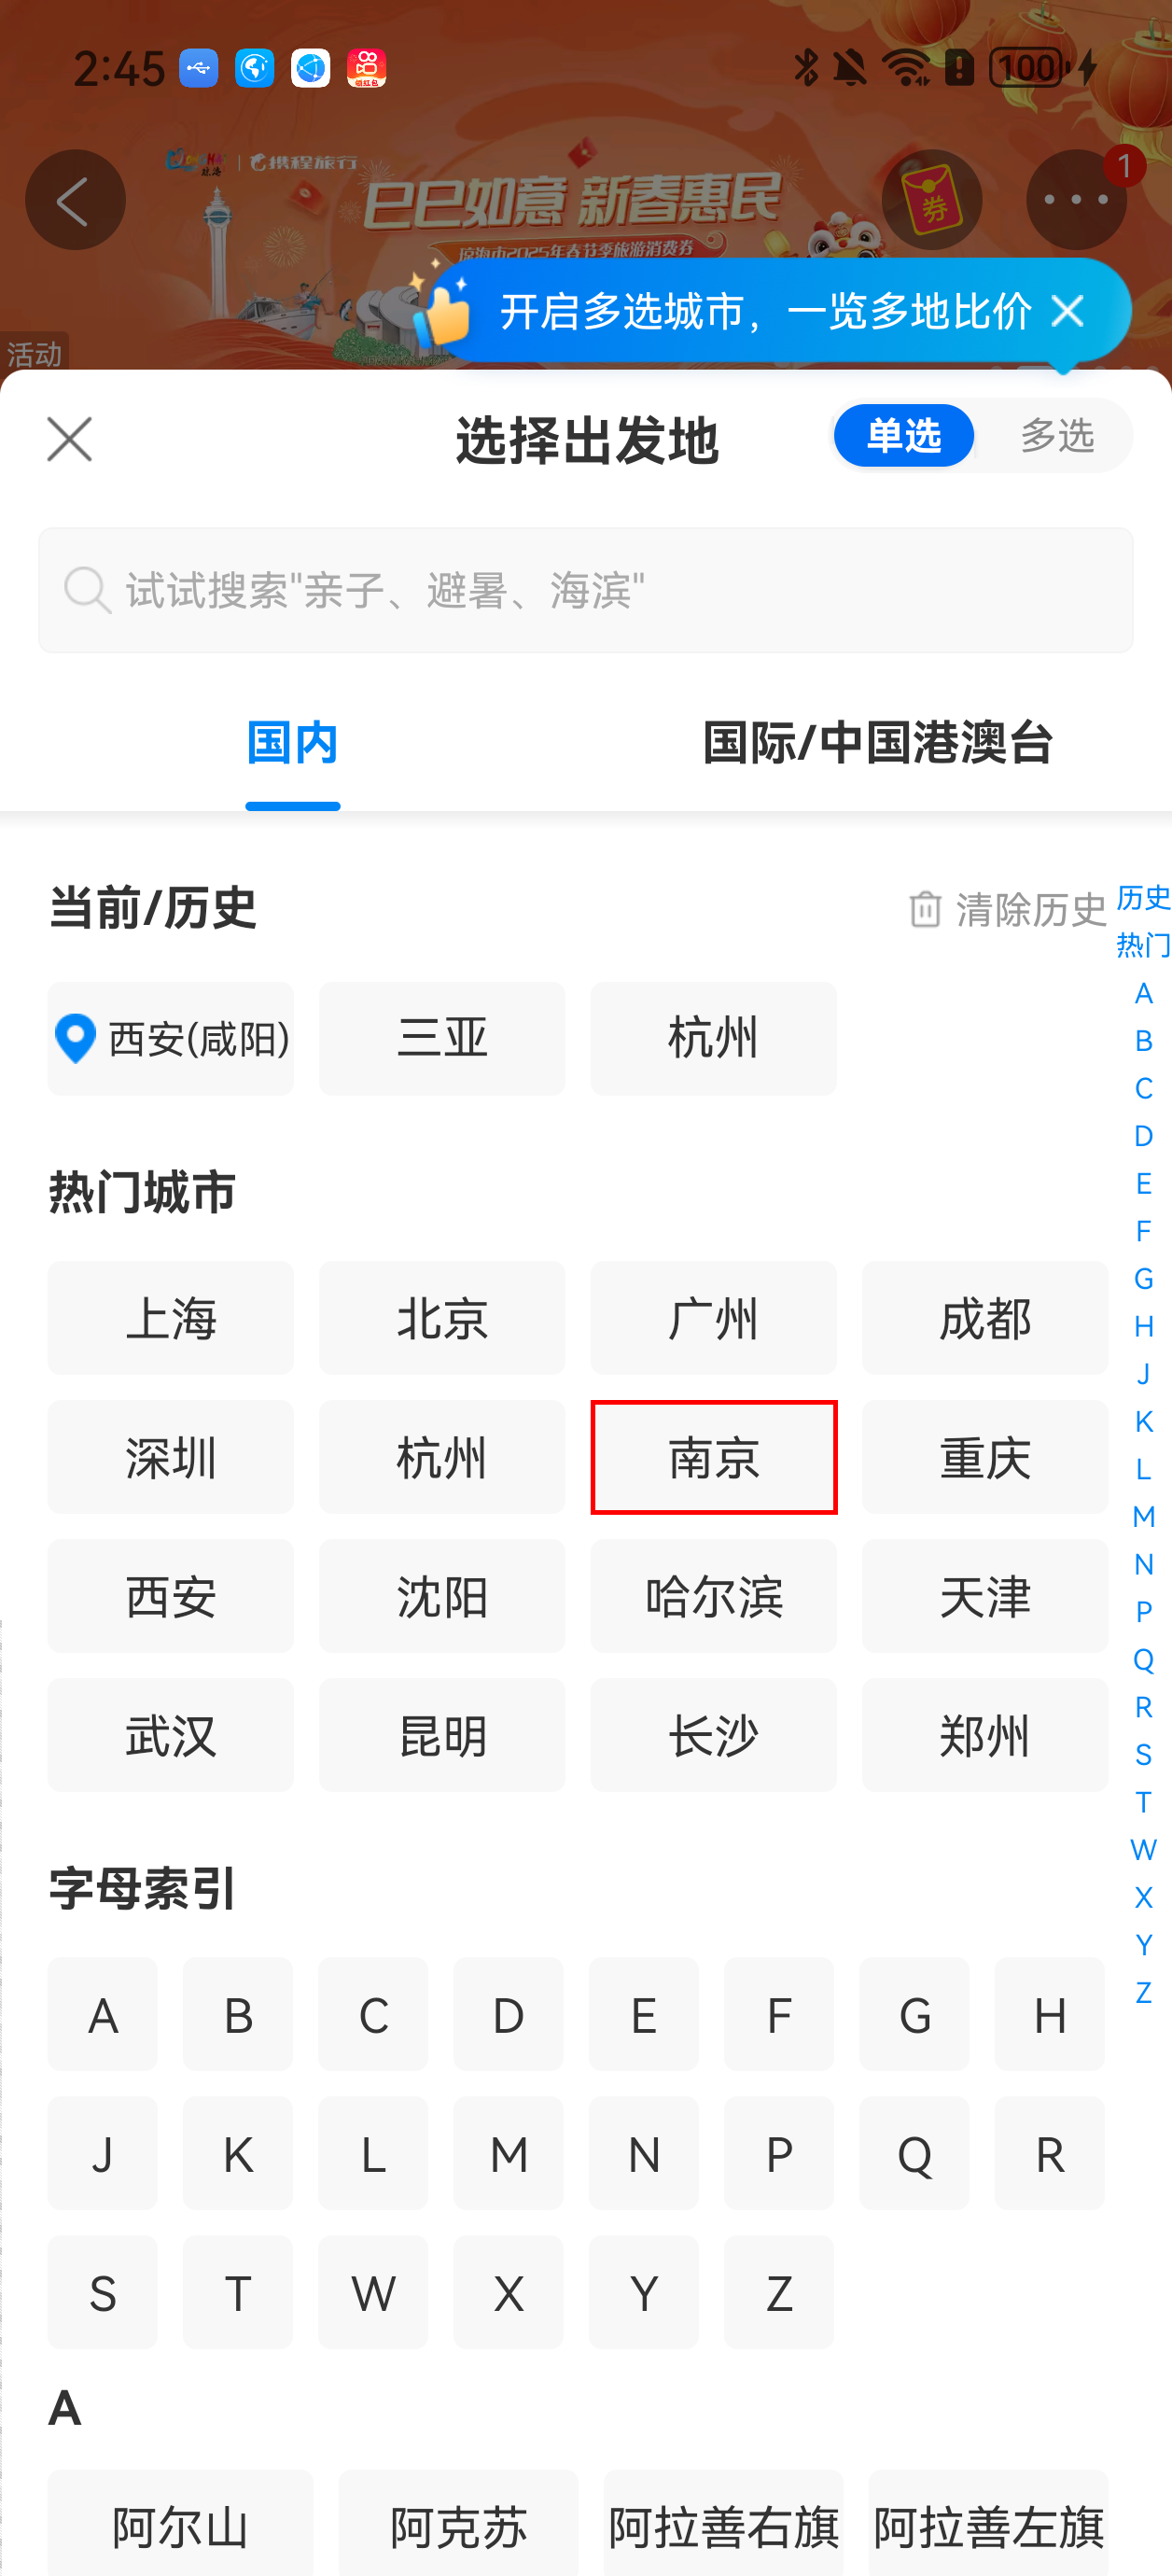 2:45
100
携程旅行
巳巳如意 新春惠民
琼海市2025年春节季旅游消费券
券
1
开启多选城市，一览多地比价
活动
选择出发地
单选
多选
试试搜索"亲子、避暑、海滨"
国内
国际/中国港澳台
当前/历史
清除历史
西安(咸阳)
三亚
杭州
热门城市
上海
北京
广州
成都
深圳
杭州
南京
重庆
西安
沈阳
哈尔滨
天津
武汉
昆明
长沙
郑州
字母索引
A B C D E F G H
J K L M N P Q R
S T W X Y Z
A
阿尔山
阿克苏
阿拉善右旗
阿拉善左旗
历史
热门
A
B
C
D
E
F
G
H
J
K
L
M
N
P
Q
R
S
T
W
X
Y
Z